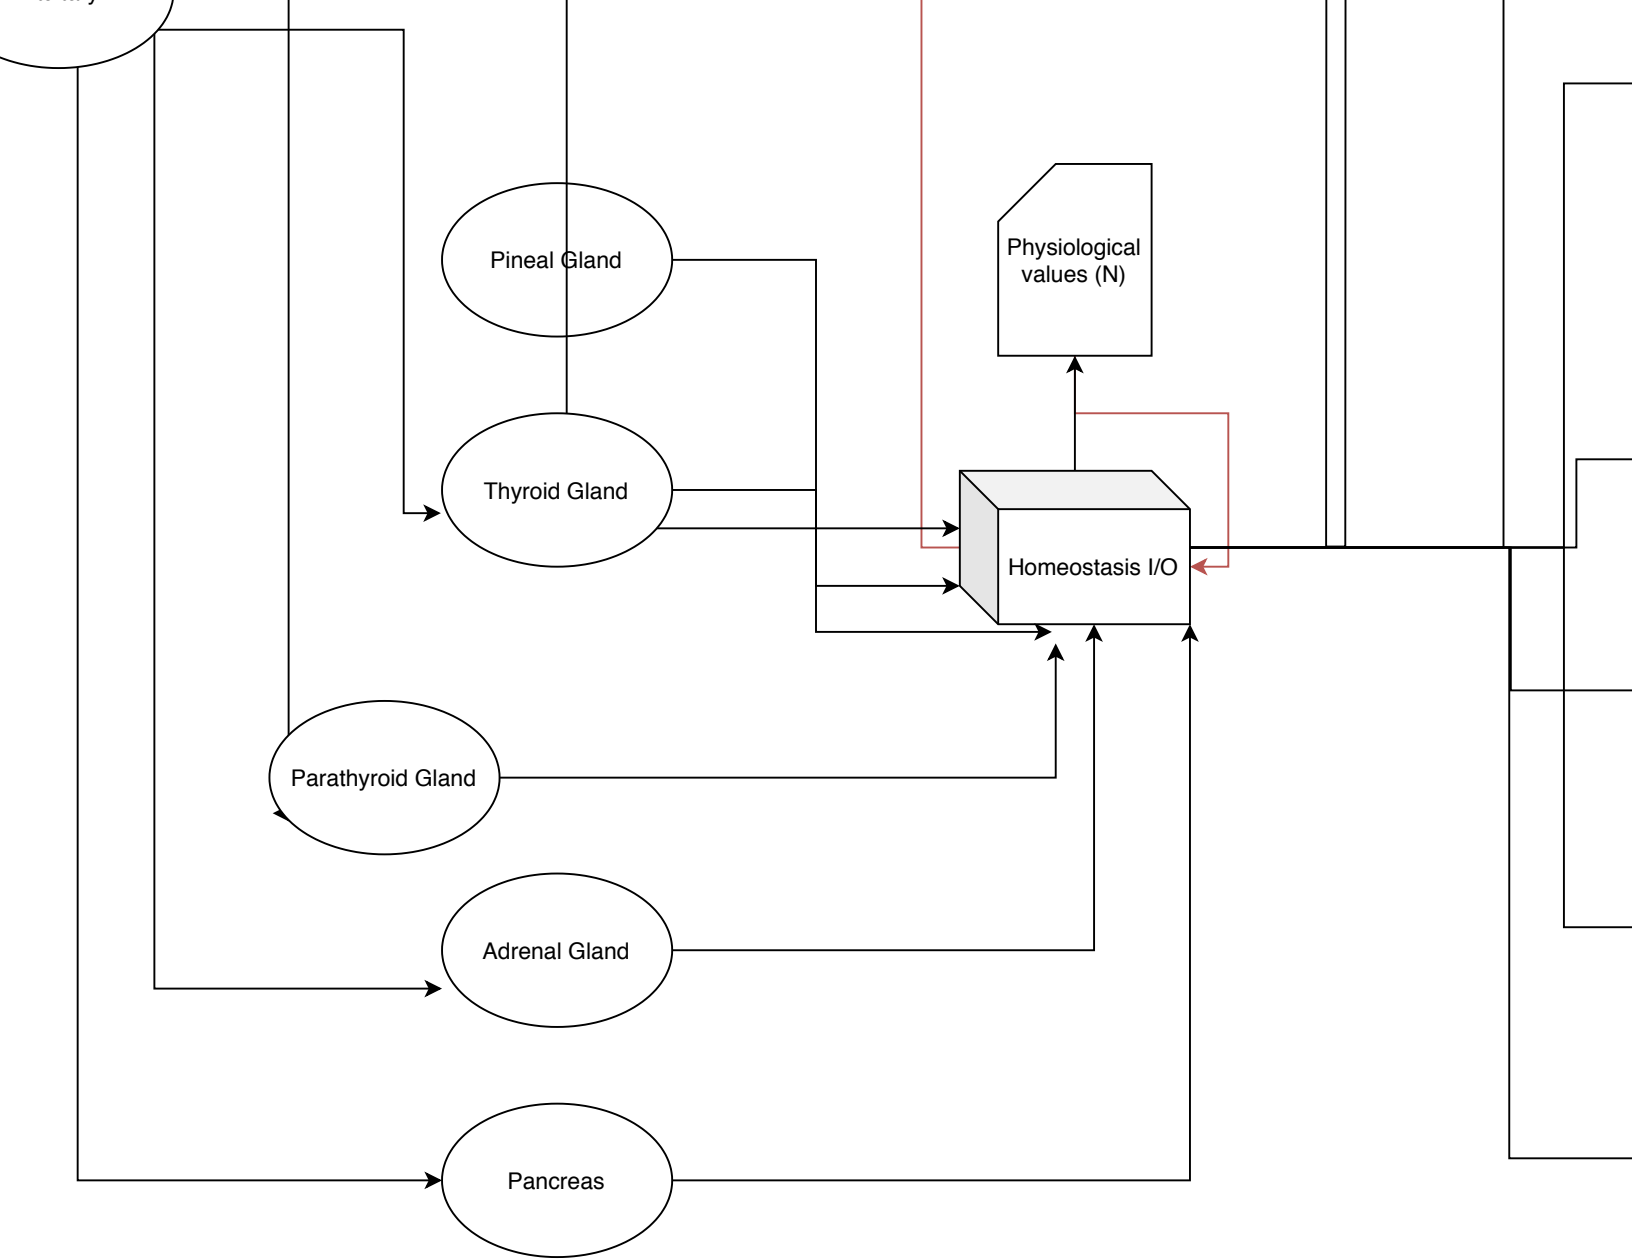 Pineal Gland
Physiological
values (N)
Thyroid Gland
Homeostasis I/O
Parathyroid Gland
Adrenal Gland
Pancreas